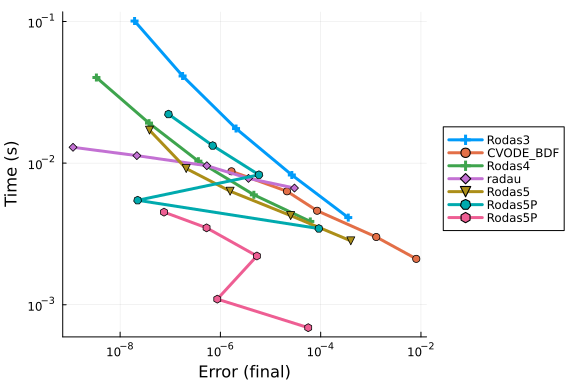 10⁻¹
10⁻²
10⁻³
Time (s)
10⁻⁸
10⁻⁶
10⁻⁴
10⁻²
Error (final)
Rodas3
CVODE_BDF
Rodas4
radau
Rodas5
Rodas5P
Rodas5P